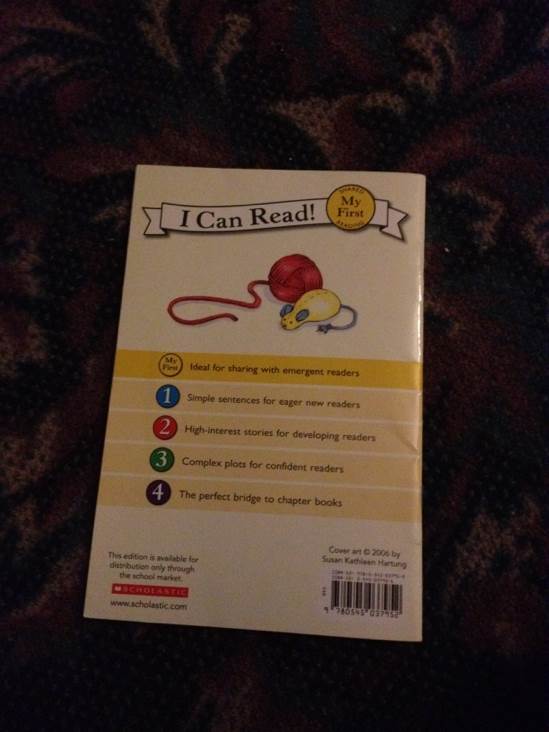 I Can Read!
SHARED
My
First
READING
My
First
Ideal for sharing with emergent readers
1
Simple sentences for eager new readers
2
High-interest stories for developing readers
3
Complex plots for confident readers
4
The perfect bridge to chapter books
This edition is available for
distribution only through
the school market.
SCHOLASTIC
www.scholastic.com
Cover art © 2006 by
Susan Kathleen Hartung
9 780545 037952